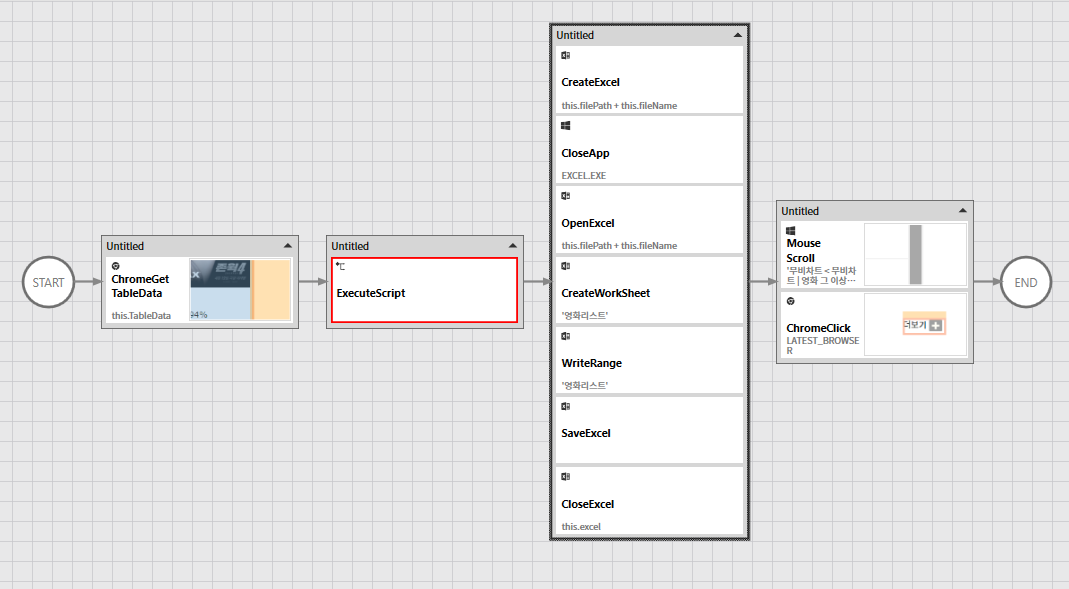 START
Untitled
ChromeGet
TableData
this.TableData
94%
Untitled
ExecuteScript
Untitled
CreateExcel
this.filePath + this.fileName
CloseApp
EXCEL.EXE
OpenExcel
this.filePath + this.fileName
CreateWorkSheet
'영화리스트'
WriteRange
'영화리스트'
SaveExcel
CloseExcel
this.excel
Untitled
Mouse
Scroll
'무비차트 < 무비차
트 | 영화 그 이상…
ChromeClick
LATEST_BROWSE
R
더보기
END